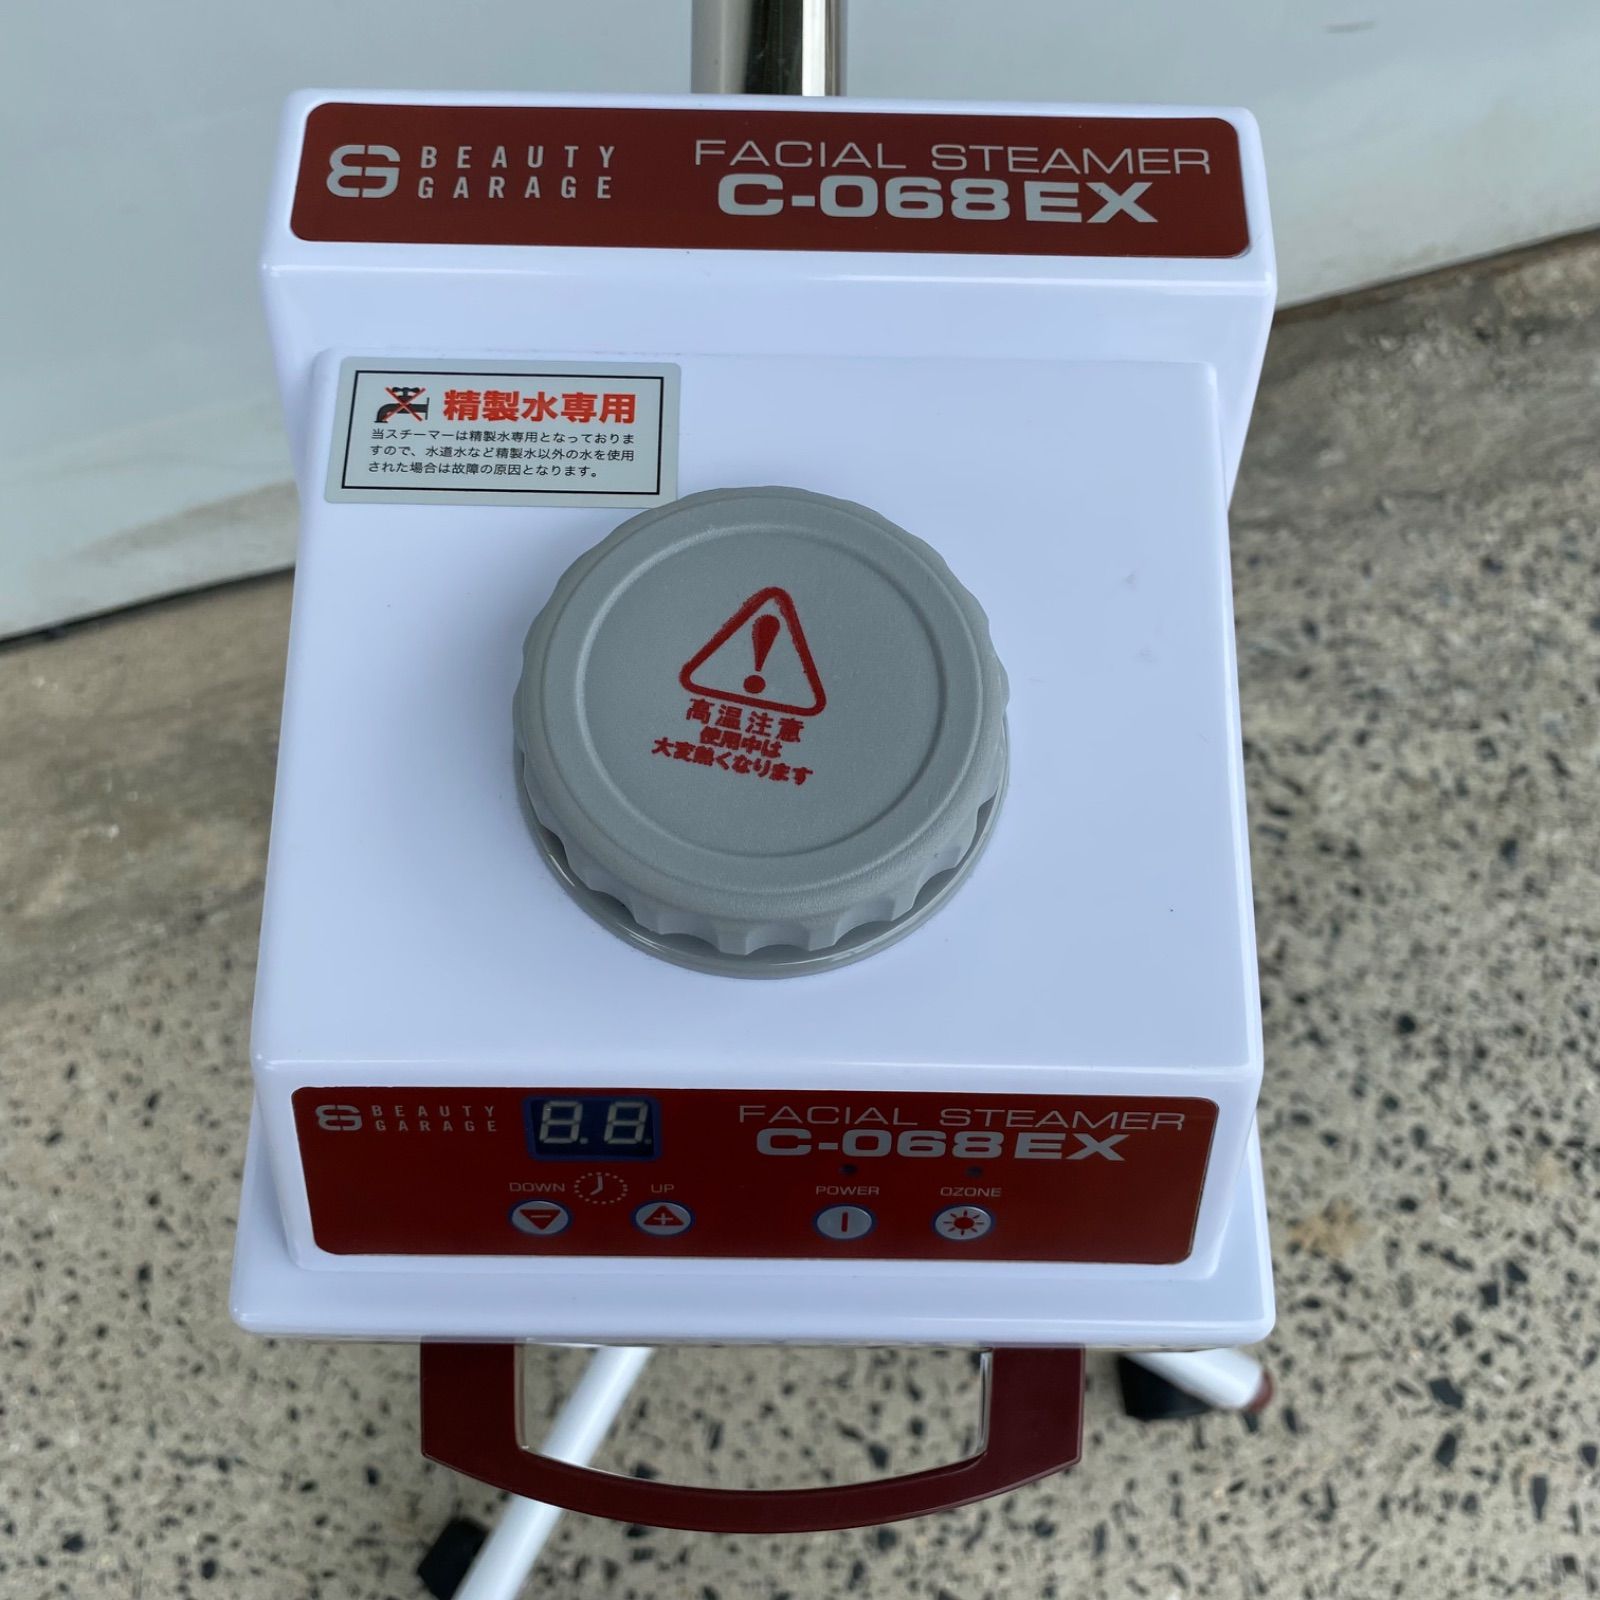 BEAUTY
GARAGE
FACIAL STEAMER
C-068EX
精製水専用
当スチーマーは精製水専用となっておりま
すので、水道水など精製水以外の水を使用
された場合は故障の原因となります。
高温注意
使用中は
大変熱くなります
BEAUTY
GARAGE
8.8.
FACIAL STEAMER
C-068EX
DOWN UP
POWER OZONE